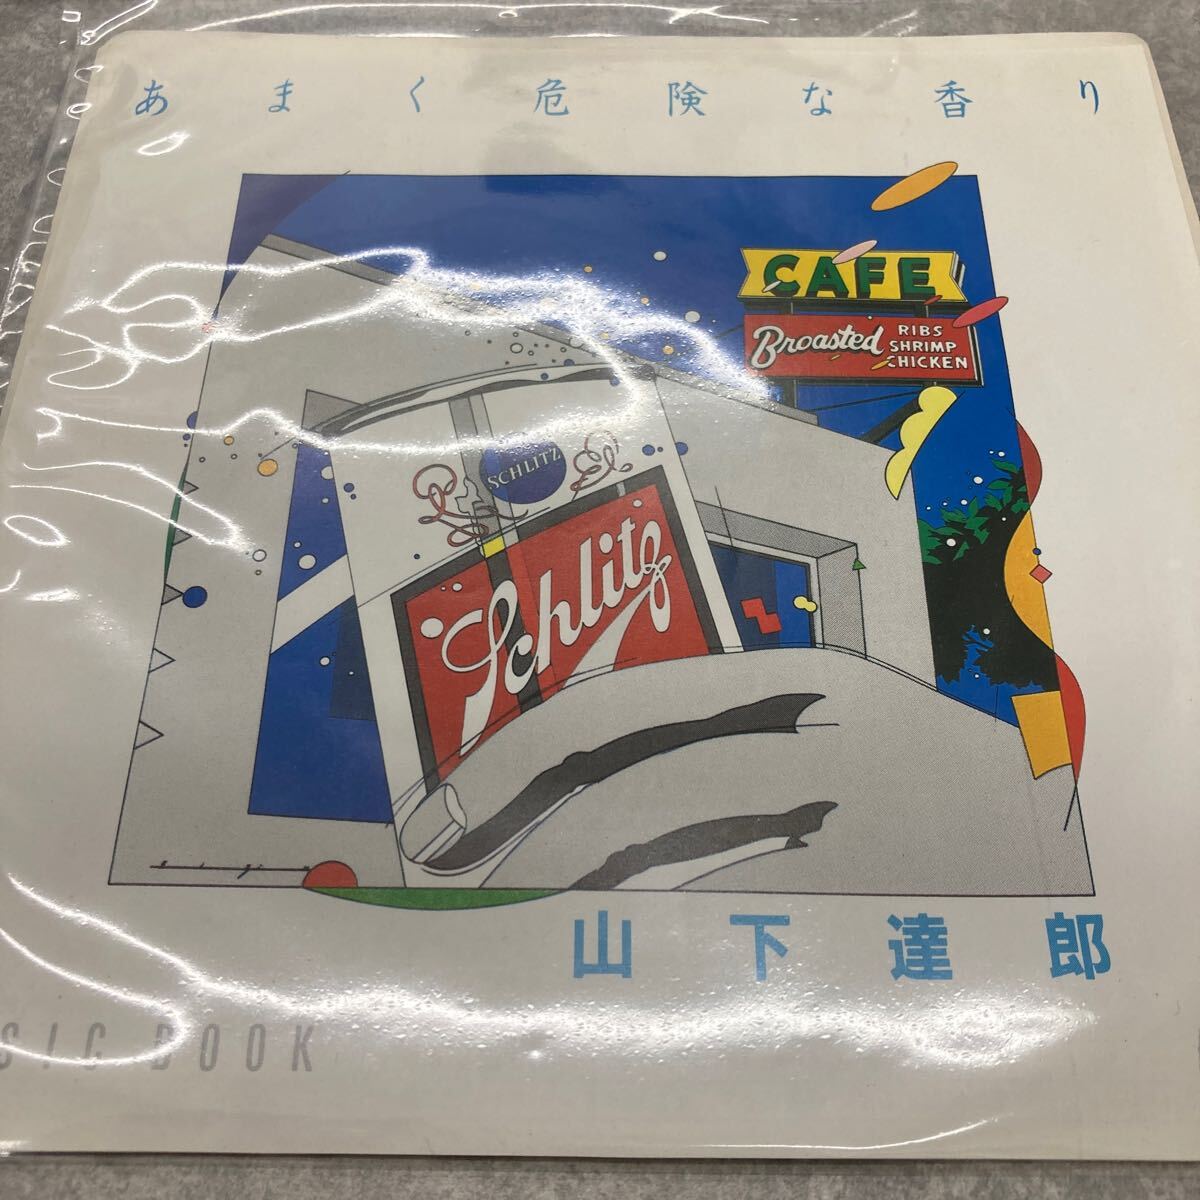 あまく危険な香り
CAFE
Broasted
RIBS
SHRIMP
CHICKEN
SCHLITZ
Schlitz
山下達郎
SIC BOOK